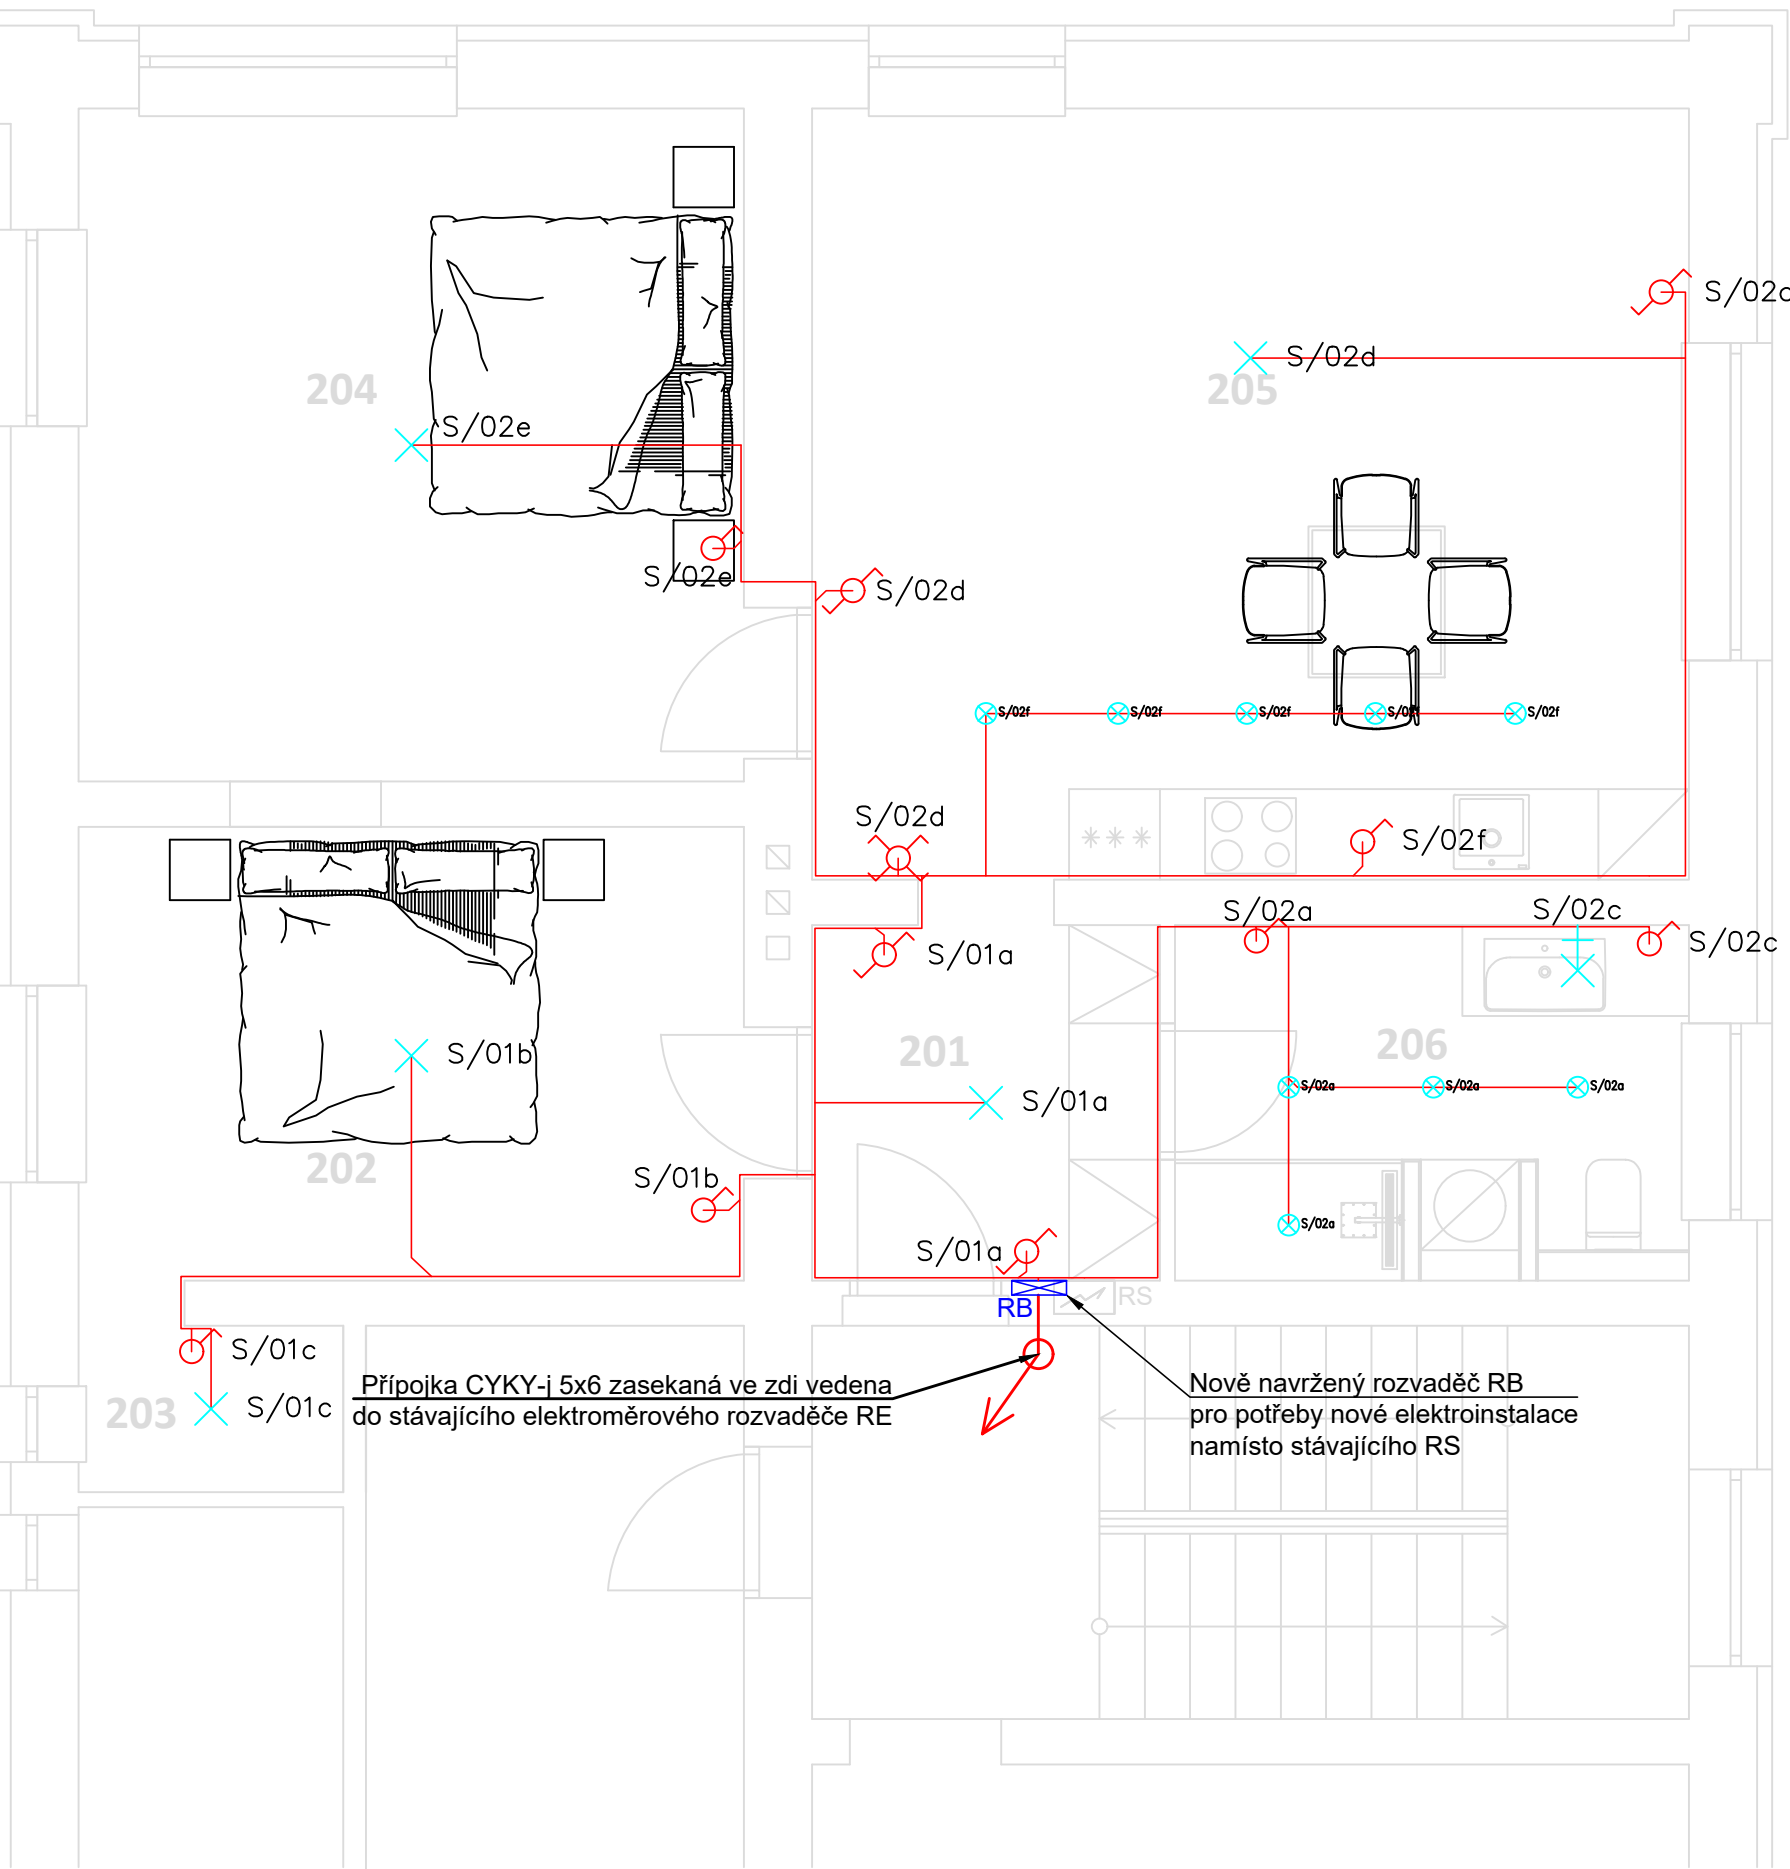 S/02d
S/02d
205
204
S/02e
S/02e
S/02d
S/02f
S/02f
S/02f
S/02f
S/02d
S/02f
S/02a
S/02c
S/02c
S/01a
201
206
S/01b
S/02a
S/02a
S/02a
S/01a
202
S/01b
S/02a
S/01a
RB
RS
S/01c
203
S/01c
Přípojka CYKY-j 5x6 zasekaná ve zdi vedena
do stávajícího elektroměrového rozvaděče RE
Nově navržený rozvaděč RB
pro potřeby nové elektroinstalace
namísto stávajícího RS